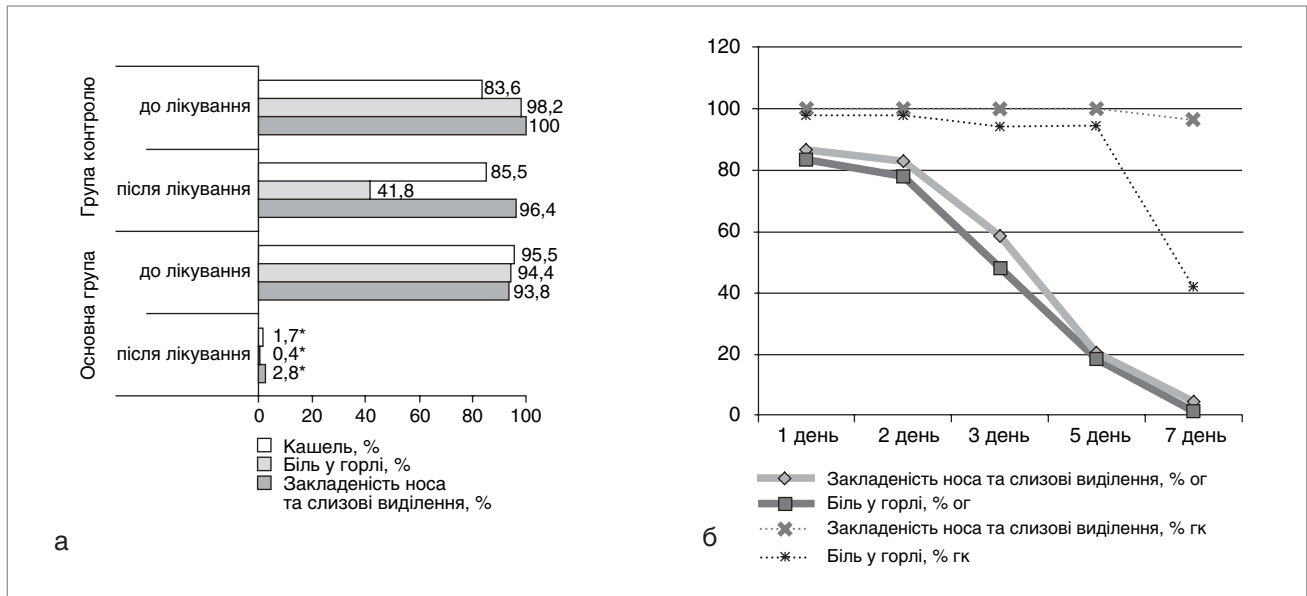 Група контролю
до лікування
83,6
98,2
100
після лікування
85,5
41,8
96,4
Основна група
до лікування
95,5
94,4
93,8
після лікування
1,7*
0,4*
2,8*
0 20 40 60 80 100
Кашель, %
Біль у горлі, %
Закладеність носа
та слизові виділення, %
а
120
100
80
60
40
20
0
1 день 2 день 3 день 5 день 7 день
Закладеність носа та слизові виділення, % ог
Біль у горлі, % ог
Закладеність носа та слизові виділення, % гк
Біль у горлі, % гк
б